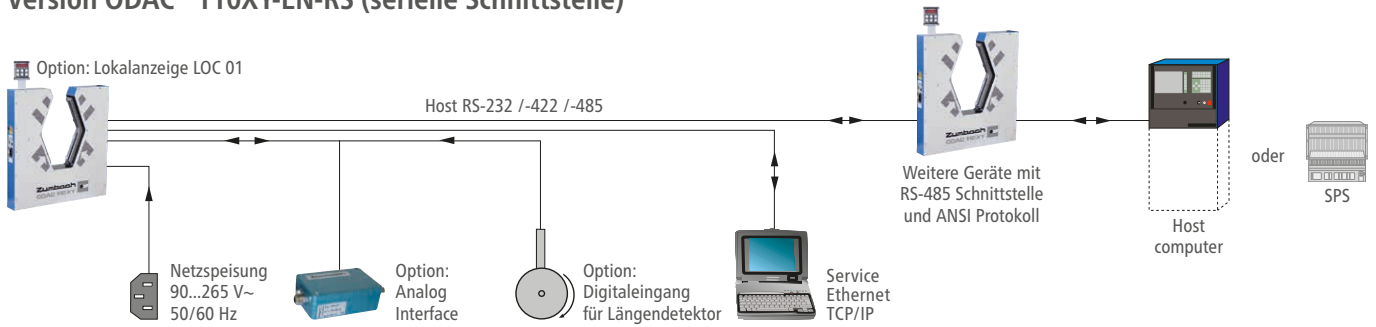 Version ODAC 110XY-EN-RS (serielle Schnittstelle)
Option: Lokalanzeige LOC 01
Host RS-232 /-422 /-485
Zumbach
ODAC 110XY
Zumbach
ODAC 110XY
Weitere Geräte mit
RS-485 Schnittstelle
und ANSI Protokoll
oder
SPS
Host
computer
Netzspeisung
90...265 V~
50/60 Hz
Option:
Analog
Interface
Option:
Digitaleingang
für Längendetektor
Service
Ethernet
TCP/IP